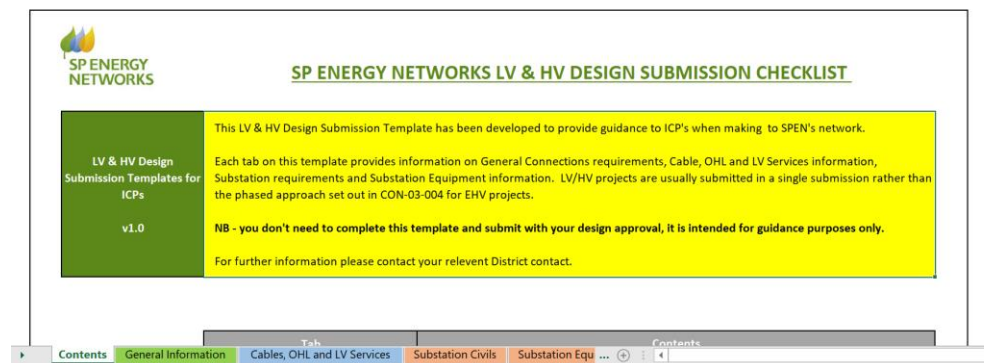 SP ENERGY
NETWORKS
SP ENERGY NETWORKS LV & HV DESIGN SUBMISSION CHECKLIST
LV & HV Design
Submission Templates for
ICPs
v1.0
This LV & HV Design Submission Template has been developed to provide guidance to ICP's when making  to SPEN's network.
Each tab on this template provides information on General Connections requirements, Cable, OHL and LV Services information,
Substation requirements and Substation Equipment information.  LV/HV projects are usually submitted in a single submission rather than
the phased approach set out in CON-03-004 for EHV projects.
NB - you don't need to complete this template and submit with your design approval, it is intended for guidance purposes only.
For further information please contact your relevent District contact.
Tab Contents
Contents General Information Cables, OHL and LV Services Substation Civils Substation Equ ...